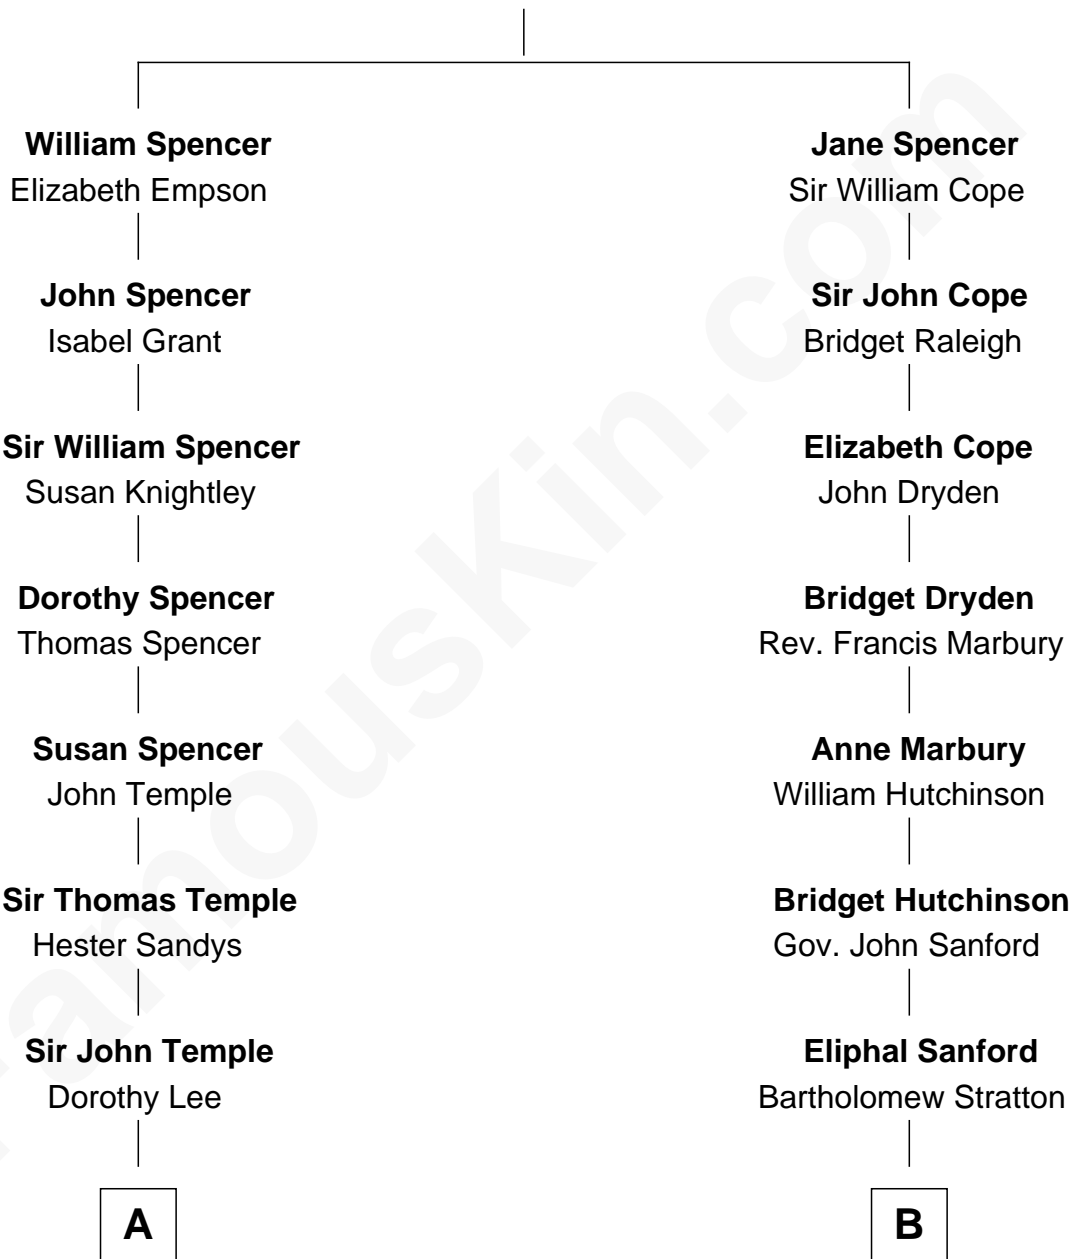 William Spencer
Elizabeth Empson
John Spencer
Isabel Grant
Sir William Spencer
Susan Knightley
Dorothy Spencer
Thomas Spencer
Susan Spencer
John Temple
Sir Thomas Temple
Hester Sandys
Sir John Temple
Dorothy Lee
A
Jane Spencer
Sir William Cope
Sir John Cope
Bridget Raleigh
Elizabeth Cope
John Dryden
Bridget Dryden
Rev. Francis Marbury
Anne Marbury
William Hutchinson
Bridget Hutchinson
Gov. John Sanford
Eliphal Sanford
Bartholomew Stratton
B
FamousKin.com